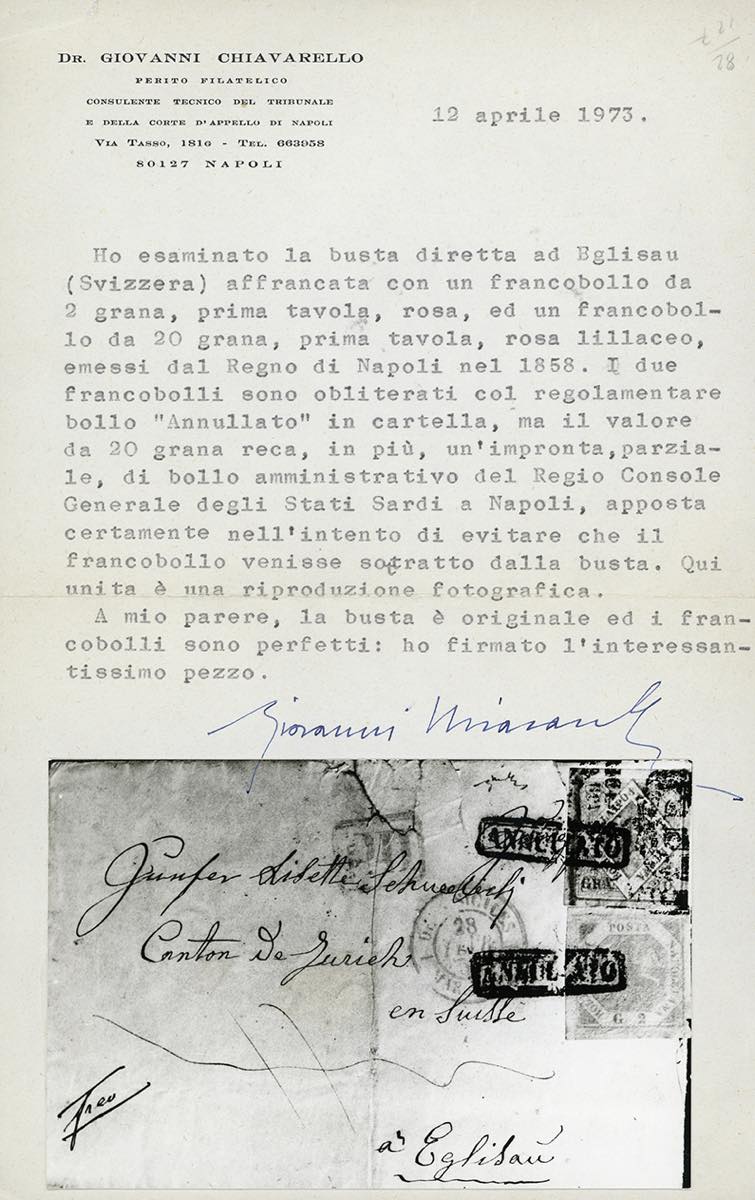 Dr. Giovanni Chiavarello
Perito Filatelico
Consulente Tecnico del Tribunale
e della Corte d'Appello di Napoli
Via Tasso, 181G - Tel. 663958
80127 Napoli
28
12 aprile 1973.
Ho esaminato la busta diretta ad Eglisau
(Svizzera) affrancata con un francobollo da
2 grana, prima tavola, rosa, ed un francobol-
lo da 20 grana, prima tavola, rosa lillaceo,
emessi dal Regno di Napoli nel 1858. I due
francobolli sono obliterati col regolamentare
bollo "Annullato" in cartella, ma il valore
da 20 grana reca, in più, un'impronta,parzia-
le, di bollo amministrativo del Regio Console
Generale degli Stati Sardi a Napoli, apposta
certamente nell'intento di evitare che il
francobollo venisse sottratto dalla busta. Qui
unita è una riproduzione fotografica.
A mio parere, la busta è originale ed i fran-
cobolli sono perfetti: ho firmato l'interessan-
tissimo pezzo.
Giovanni Chiavarello
ANNULLATO
GRA
Lisette
Canton de Zurich
28
ANNULLATO
POSTA
G 2
en Suisse
à Eglisau